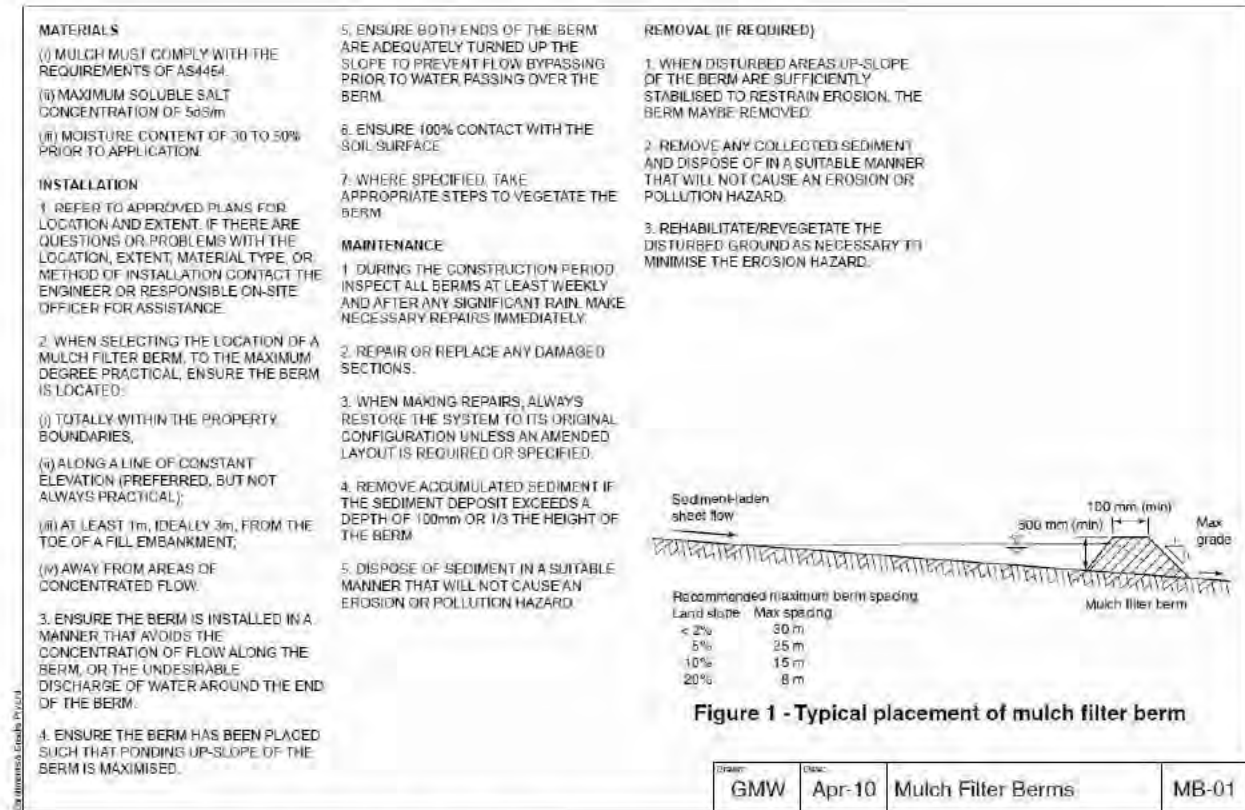 MATERIALS
(i) MULCH MUST COMPLY WITH THE
REQUIREMENTS OF AS4454.
(ii) MAXIMUM SOLUBLE SALT
CONCENTRATION OF 5dS/m
(iii) MOISTURE CONTENT OF 30 TO 50%
PRIOR TO APPLICATION.
INSTALLATION
1. REFER TO APPROVED PLANS FOR
LOCATION AND EXTENT. IF THERE ARE
QUESTIONS OR PROBLEMS WITH THE
LOCATION, EXTENT, MATERIAL TYPE, OR
METHOD OF INSTALLATION CONTACT THE
ENGINEER OR RESPONSIBLE ON-SITE
OFFICER FOR ASSISTANCE.
2. WHEN SELECTING THE LOCATION OF A
MULCH FILTER BERM, TO THE MAXIMUM
DEGREE PRACTICAL, ENSURE THE BERM
IS LOCATED:
(i) TOTALLY WITHIN THE PROPERTY
BOUNDARIES,
(ii) ALONG A LINE OF CONSTANT
ELEVATION (PREFERRED, BUT NOT
ALWAYS PRACTICAL);
(iii) AT LEAST 1m, IDEALLY 3m, FROM THE
TOE OF A FILL EMBANKMENT;
(iv) AWAY FROM AREAS OF
CONCENTRATED FLOW.
3. ENSURE THE BERM IS INSTALLED IN A
MANNER THAT AVOIDS THE
CONCENTRATION OF FLOW ALONG THE
BERM, OR THE UNDESIRABLE
DISCHARGE OF WATER AROUND THE END
OF THE BERM.
4. ENSURE THE BERM HAS BEEN PLACED
SUCH THAT PONDING UP-SLOPE OF THE
BERM IS MAXIMISED.
5. ENSURE BOTH ENDS OF THE BERM
ARE ADEQUATELY TURNED UP THE
SLOPE TO PREVENT FLOW BYPASSING
PRIOR TO WATER PASSING OVER THE
BERM.
6. ENSURE 100% CONTACT WITH THE
SOIL SURFACE.
7. WHERE SPECIFIED, TAKE
APPROPRIATE STEPS TO VEGETATE THE
BERM.
MAINTENANCE
1. DURING THE CONSTRUCTION PERIOD,
INSPECT ALL BERMS AT LEAST WEEKLY
AND AFTER ANY SIGNIFICANT RAIN. MAKE
NECESSARY REPAIRS IMMEDIATELY.
2. REPAIR OR REPLACE ANY DAMAGED
SECTIONS.
3. WHEN MAKING REPAIRS, ALWAYS
RESTORE THE SYSTEM TO ITS ORIGINAL
CONFIGURATION UNLESS AN AMENDED
LAYOUT IS REQUIRED OR SPECIFIED.
4. REMOVE ACCUMULATED SEDIMENT IF
THE SEDIMENT DEPOSIT EXCEEDS A
DEPTH OF 100mm OR 1/3 THE HEIGHT OF
THE BERM.
5. DISPOSE OF SEDIMENT IN A SUITABLE
MANNER THAT WILL NOT CAUSE AN
EROSION OR POLLUTION HAZARD.
REMOVAL (IF REQUIRED)
1. WHEN DISTURBED AREAS UP-SLOPE
OF THE BERM ARE SUFFICIENTLY
STABILISED TO RESTRAIN EROSION, THE
BERM MAYBE REMOVED.
2. REMOVE ANY COLLECTED SEDIMENT
AND DISPOSE OF IN A SUITABLE MANNER
THAT WILL NOT CAUSE AN EROSION OR
POLLUTION HAZARD.
3. REHABILITATE/REVEGETATE THE
DISTURBED GROUND AS NECESSARY TO
MINIMISE THE EROSION HAZARD.
Sediment-laden
sheet flow
100 mm (min)
(min)
Max
grade
Mulch filter berm
Recommended maximum berm spacing
Land slope Max spacing
< 2% 30 m
5% 25 m
10% 15 m
20% 8 m
Figure 1 - Typical placement of mulch filter berm
Drawn: GMW
Date: Apr-10
Mulch Filter Berms
MB-01